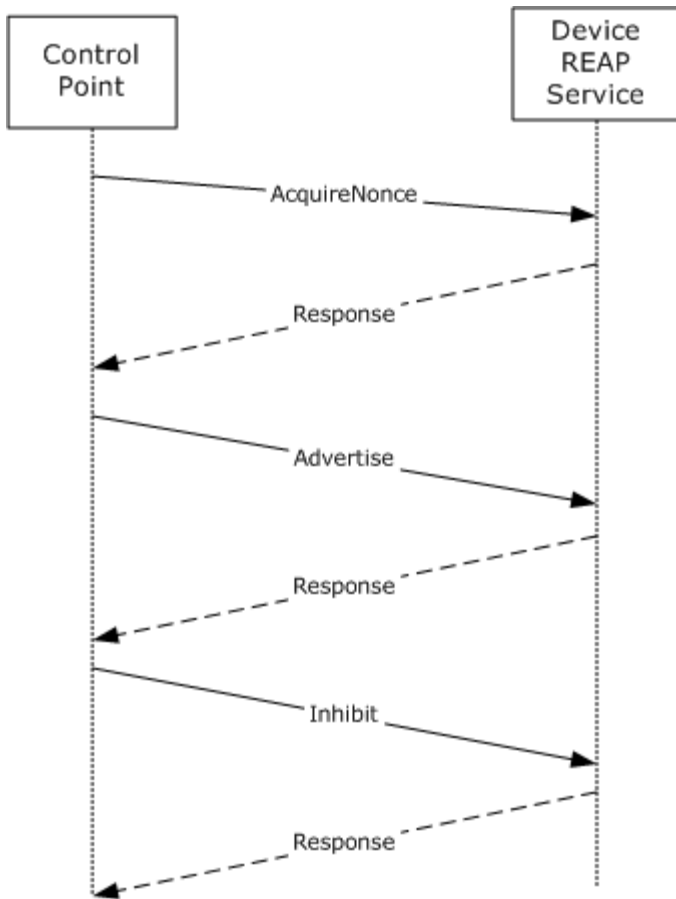 Control
Point
Device
REAP
Service
AcquireNonce
Response
Advertise
Response
Inhibit
Response